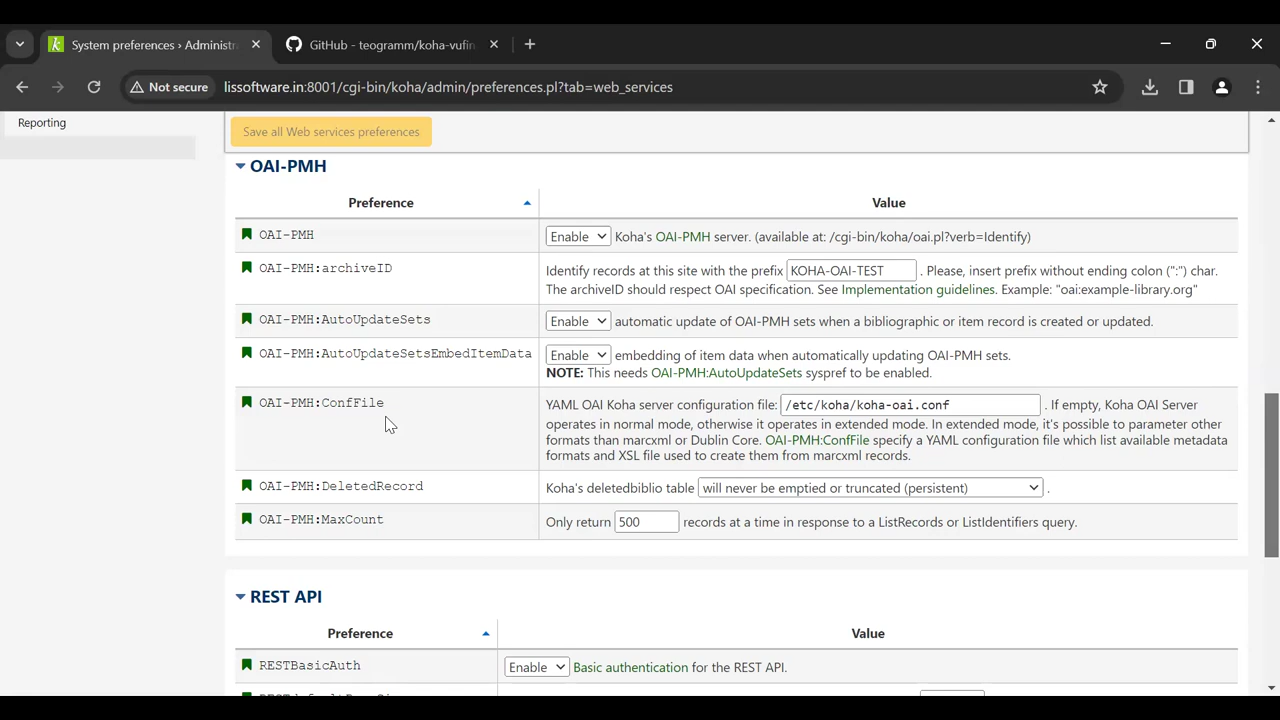 System preferences › Administr
GitHub - teogramm/koha-vufin
Not secure
lissoftware.in:8001/cgi-bin/koha/admin/preferences.pl?tab=web_services
Reporting
Save all Web services preferences
OAI-PMH
Preference
Value
OAI-PMH
Enable Koha's OAI-PMH server. (available at: /cgi-bin/koha/oai.pl?verb=Identify)
OAI-PMH:archiveID
Identify records at this site with the prefix KOHA-OAI-TEST . Please, insert prefix without ending colon (":") char.
The archiveID should respect OAI specification. See Implementation guidelines. Example: "oai:example-library.org"
OAI-PMH:AutoUpdateSets
Enable automatic update of OAI-PMH sets when a bibliographic or item record is created or updated.
OAI-PMH:AutoUpdateSetsEmbedItemData
Enable embedding of item data when automatically updating OAI-PMH sets.
NOTE: This needs OAI-PMH:AutoUpdateSets syspref to be enabled.
OAI-PMH:ConfFile
YAML OAI Koha server configuration file: /etc/koha/koha-oai.conf . If empty, Koha OAI Server
operates in normal mode, otherwise it operates in extended mode. In extended mode, it's possible to parameter other
formats than marcxml or Dublin Core. OAI-PMH:ConfFile specify a YAML configuration file which list available metadata
formats and XSL file used to create them from marcxml records.
OAI-PMH:DeletedRecord
Koha's deletedbiblio table will never be emptied or truncated (persistent) .
OAI-PMH:MaxCount
Only return 500 records at a time in response to a ListRecords or ListIdentifiers query.
REST API
Preference
Value
RESTBasicAuth
Enable Basic authentication for the REST API.